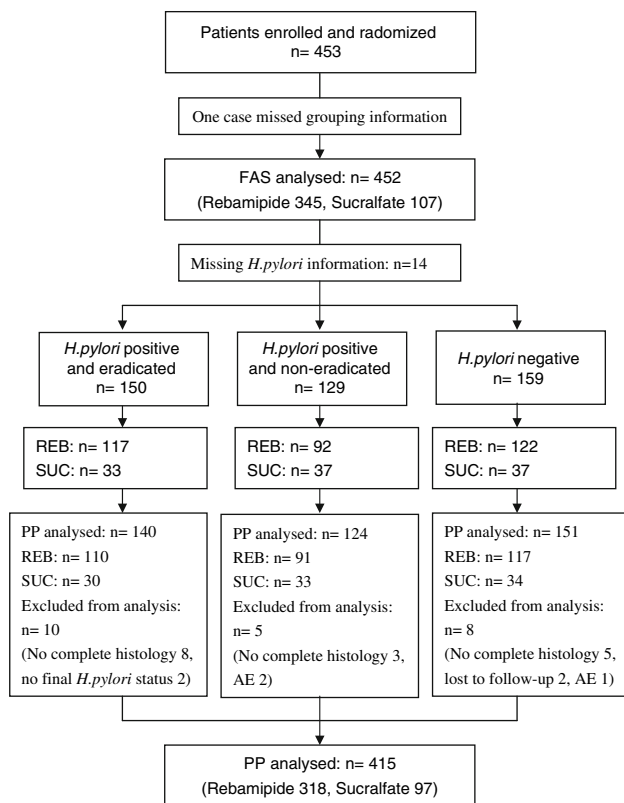 Patients enrolled and radomized
n= 453
One case missed grouping information
FAS analysed: n= 452
(Rebamipide 345, Sucralfate 107)
Missing H.pylori information: n=14
H.pylori positive
and eradicated
n= 150
H.pylori positive
and non-eradicated
n= 129
H.pylori negative
n= 159
REB: n= 117
SUC: n= 33
REB: n= 92
SUC: n= 37
REB: n= 122
SUC: n= 37
PP analysed: n= 140
REB: n= 110
SUC: n= 30
Excluded from analysis:
n= 10
(No complete histology 8,
no final H.pylori status 2)
PP analysed: n= 124
REB: n= 91
SUC: n= 33
Excluded from analysis:
n= 5
(No complete histology 3,
AE 2)
PP analysed: n= 151
REB: n= 117
SUC: n= 34
Excluded from analysis:
n= 8
(No complete histology 5,
lost to follow-up 2, AE 1)
PP analysed: n= 415
(Rebamipide 318, Sucralfate 97)